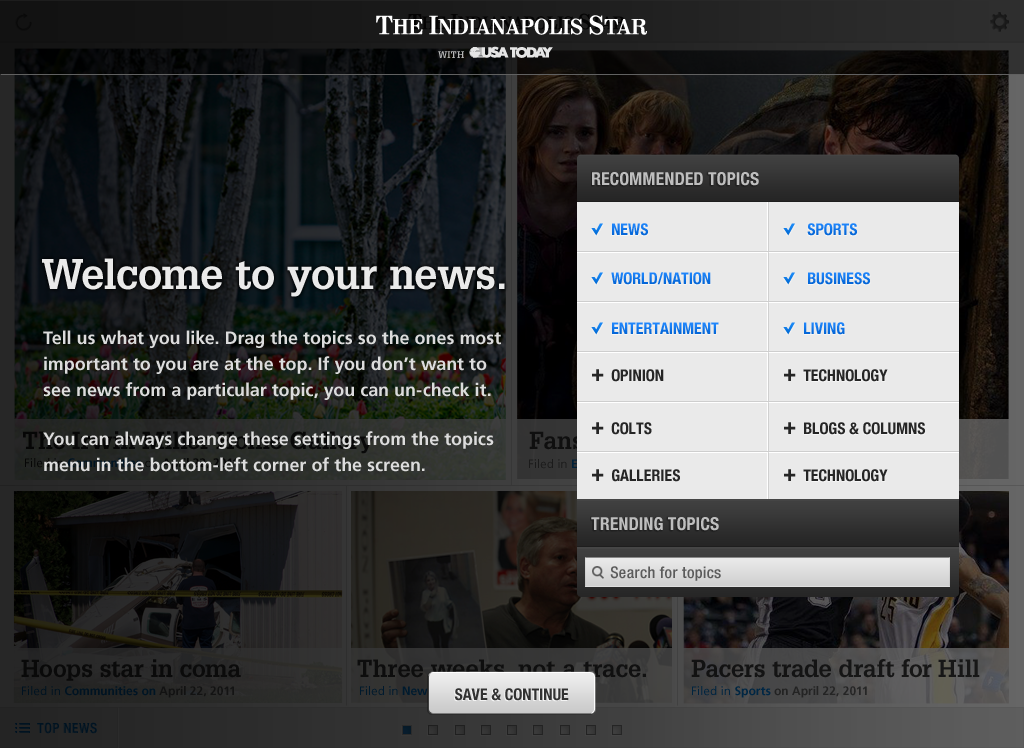 THE INDIANAPOLIS STAR
WITH USA TODAY
Welcome to your news.
Tell us what you like. Drag the topics so the ones most
important to you are at the top. If you don't want to
see news from a particular topic, you can un-check it.
You can always change these settings from the topics
menu in the bottom-left corner of the screen.
RECOMMENDED TOPICS
NEWS
SPORTS
WORLD/NATION
BUSINESS
ENTERTAINMENT
LIVING
OPINION
TECHNOLOGY
COLTS
BLOGS & COLUMNS
GALLERIES
TECHNOLOGY
TRENDING TOPICS
Search for topics
Fans
Filed in E
Hoops star in coma
Filed in Communities on April 22, 2011
Three weeks, not a trace.
Filed in New
Pacers trade draft for Hill
Filed in Sports on April 22, 2011
SAVE & CONTINUE
TOP NEWS